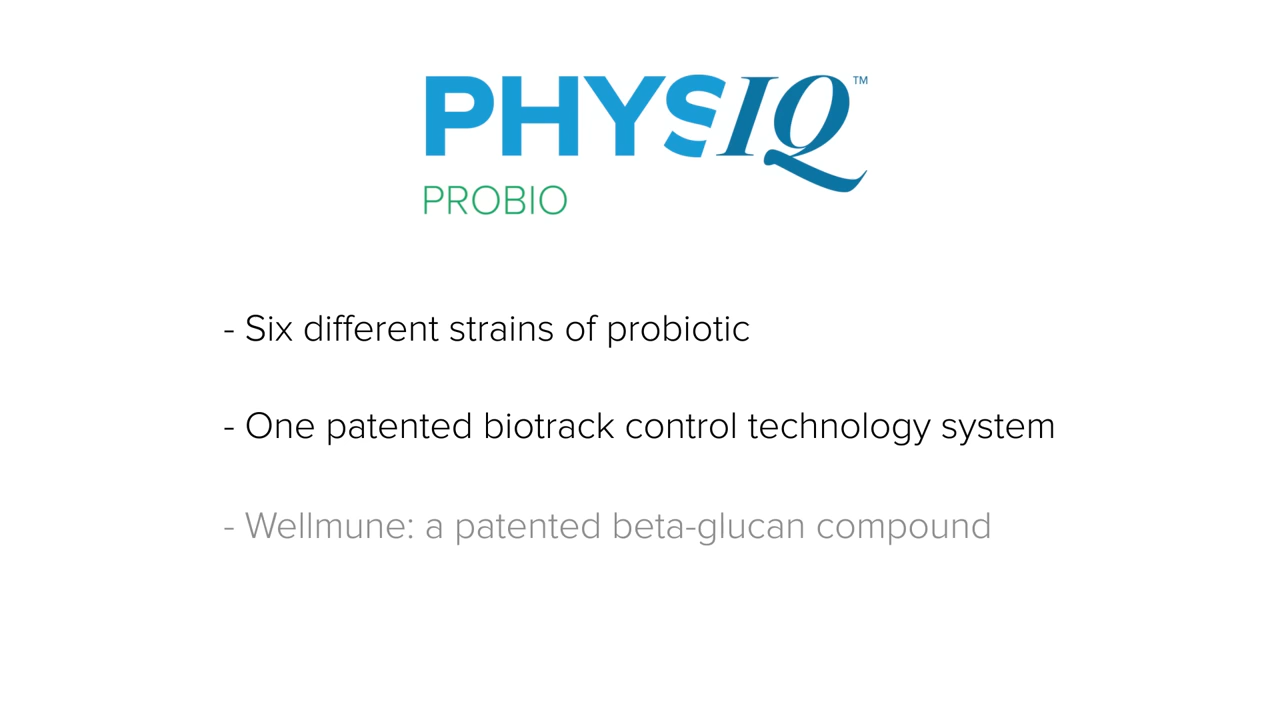 PHYSIQ™
PROBIO
- Six different strains of probiotic
- One patented biotrack control technology system
- Wellmune: a patented beta-glucan compound